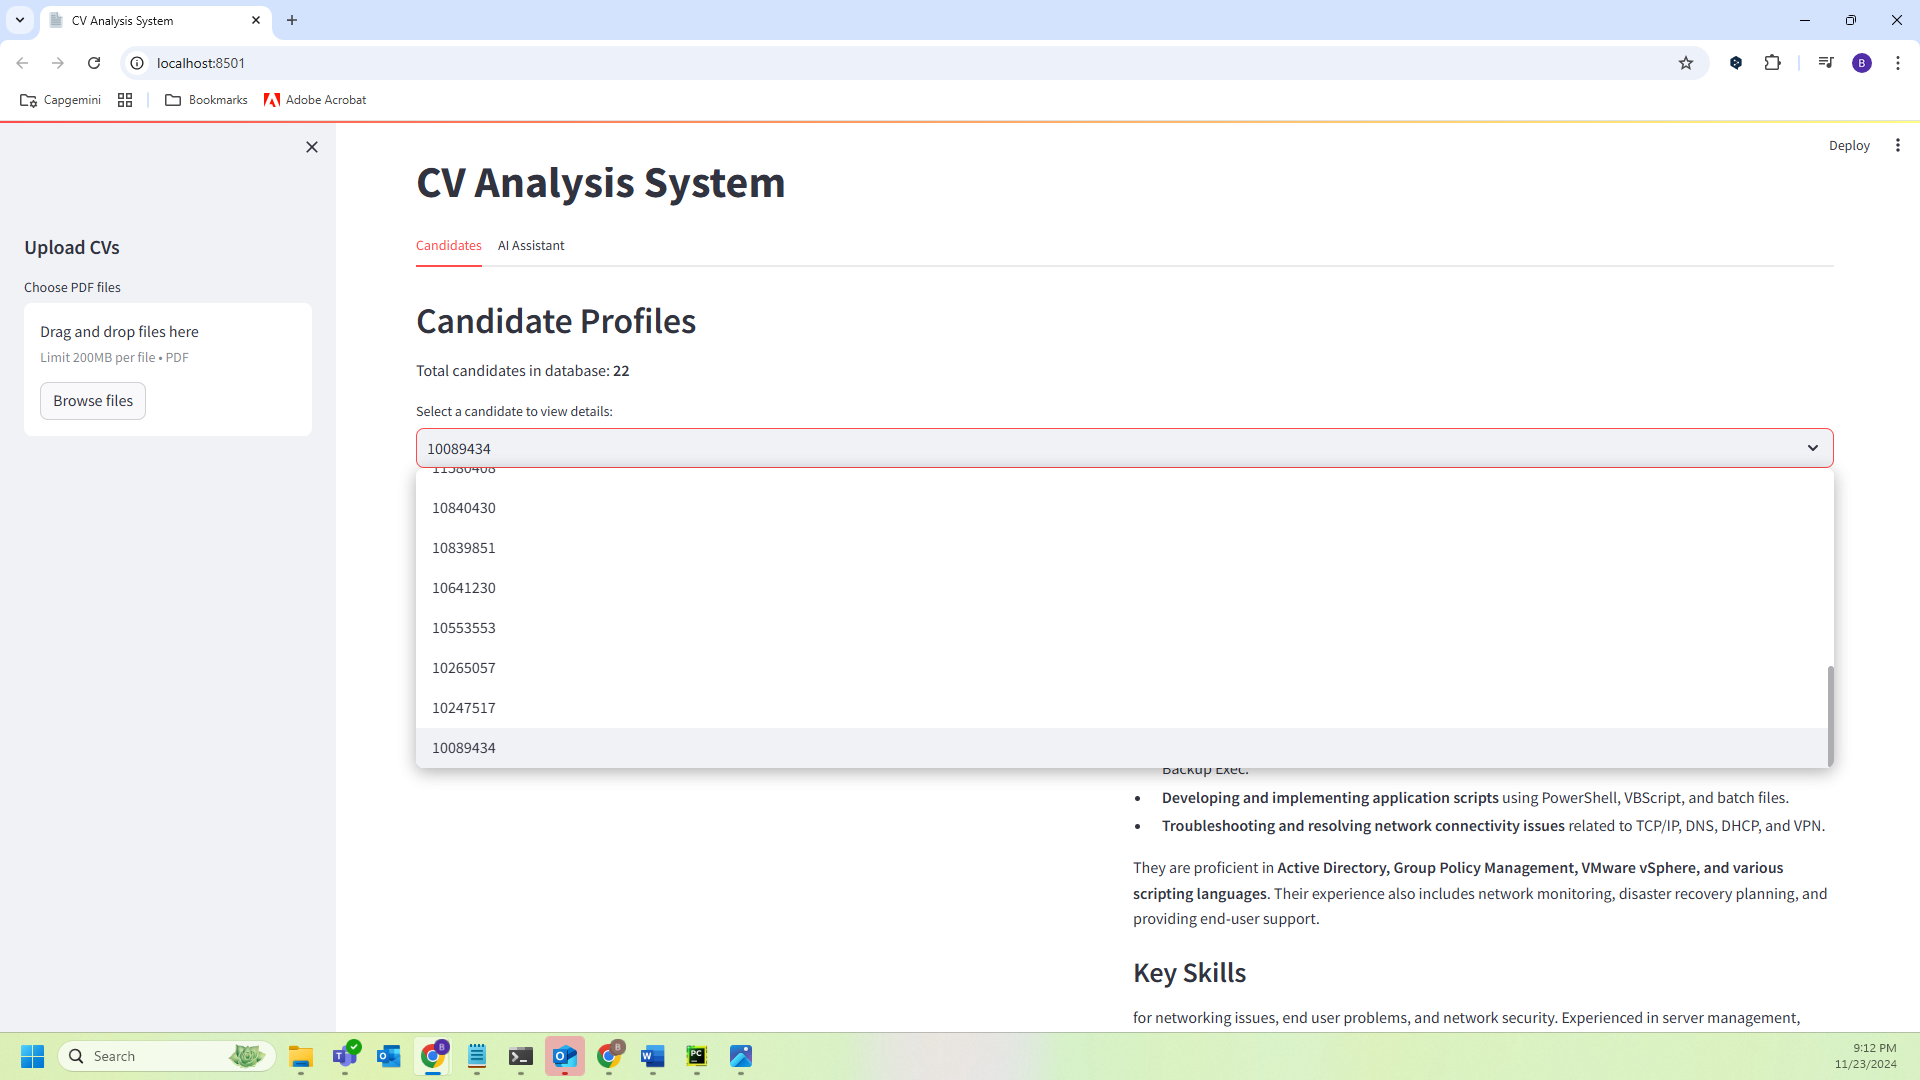 CV Analysis System
localhost:8501
B
Capgemini
Bookmarks
Adobe Acrobat
Deploy
CV Analysis System
Upload CVs
Choose PDF files
Drag and drop files here
Limit 200MB per file • PDF
Browse files
Candidates
AI Assistant
Candidate Profiles
Total candidates in database: 22
Select a candidate to view details:
10089434
11580408
10840430
10839851
10641230
10553553
10265057
10247517
10089434
Backup Exec.
• Developing and implementing application scripts using PowerShell, VBScript, and batch files.
• Troubleshooting and resolving network connectivity issues related to TCP/IP, DNS, DHCP, and VPN.
They are proficient in Active Directory, Group Policy Management, VMware vSphere, and various
scripting languages. Their experience also includes network monitoring, disaster recovery planning, and
providing end-user support.
Key Skills
for networking issues, end user problems, and network security. Experienced in server management,
Search
9:12 PM
11/23/2024